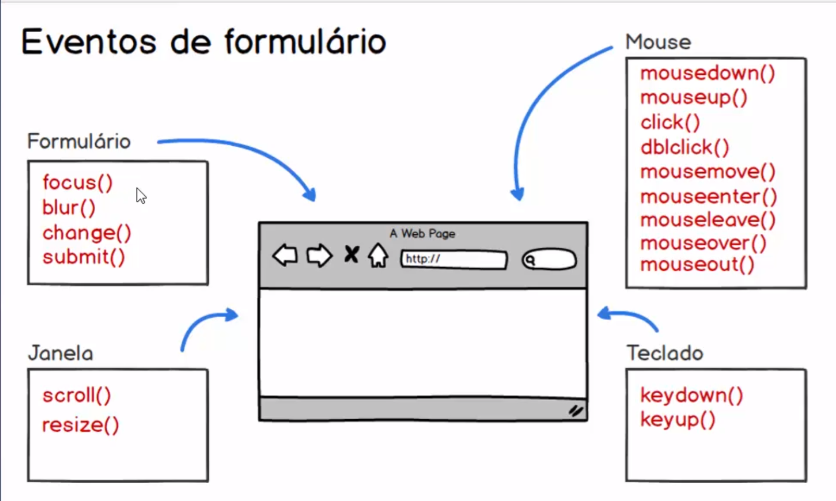 Eventos de formulário
Mouse
mousedown()
mouseup()
click()
dblclick()
mousemove()
mouseenter()
mouseleave()
mouseover()
mouseout()
Formulário
focus()
blur()
change()
submit()
A Web Page
http://
Janela
scroll()
resize()
Teclado
keydown()
keyup()